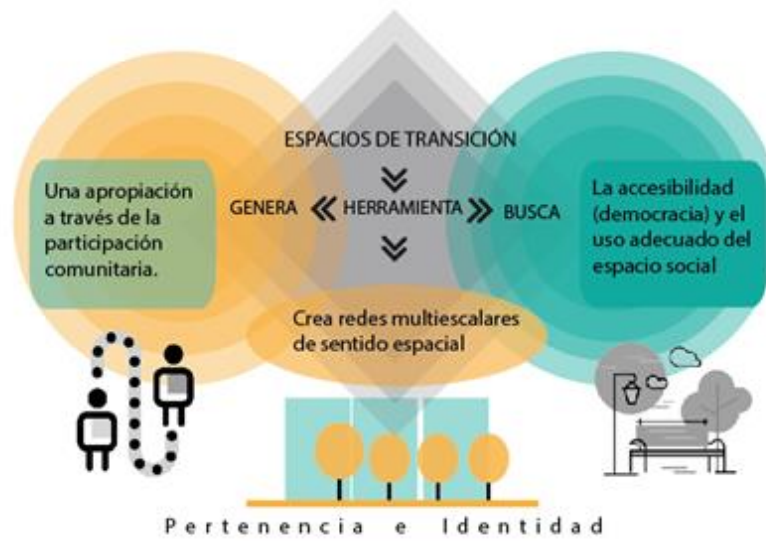 ESPACIOS DE TRANSICIÓN
Una apropiación
a través de la
participación
comunitaria.
GENERA
HERRAMIENTA
BUSCA
La accesibilidad
(democracia) y el
uso adecuado del
espacio social
Crea redes multiescalares
de sentido espacial
Pertenencia e Identidad